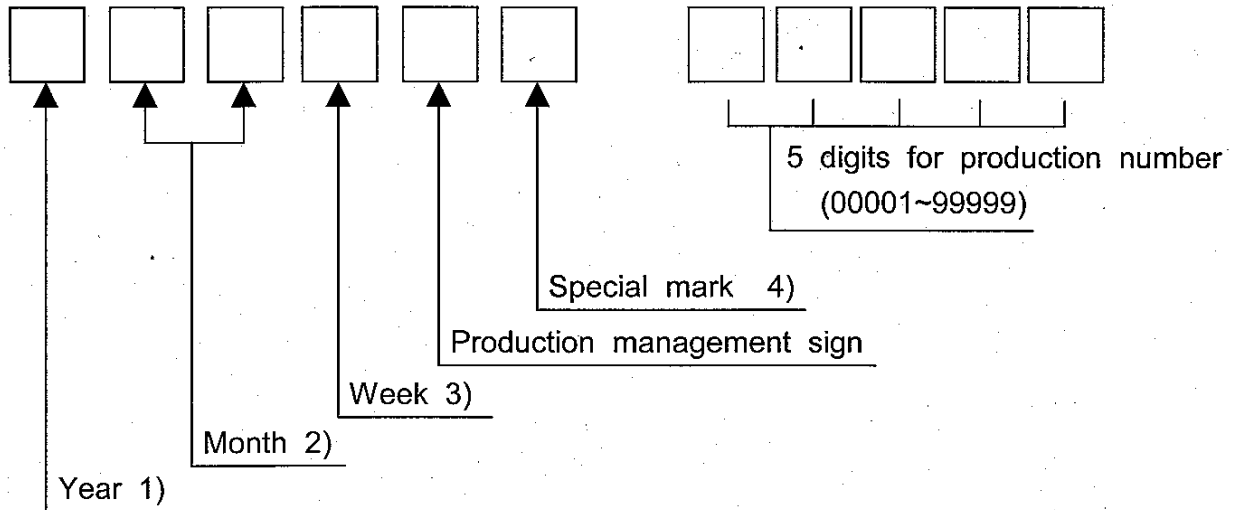 5 digits for production number
(00001~99999)
Special mark 4)
Production management sign
Week 3)
Month 2)
Year 1)